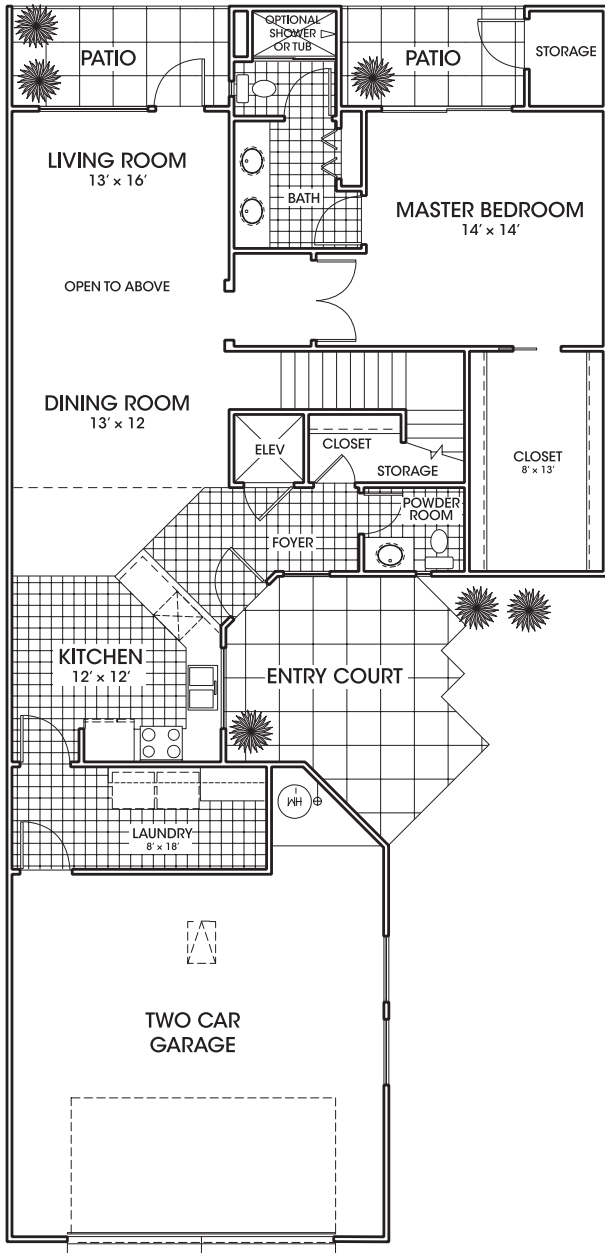 OPTIONAL
SHOWER
OR TUB
PATIO
PATIO
STORAGE
LIVING ROOM
13' × 16'
BATH
MASTER BEDROOM
14' × 14'
OPEN TO ABOVE
DINING ROOM
13' × 12
ELEV
CLOSET
STORAGE
CLOSET
8' × 13'
POWDER
ROOM
FOYER
KITCHEN
12' × 12'
ENTRY COURT
HM
LAUNDRY
8' × 18'
TWO CAR
GARAGE